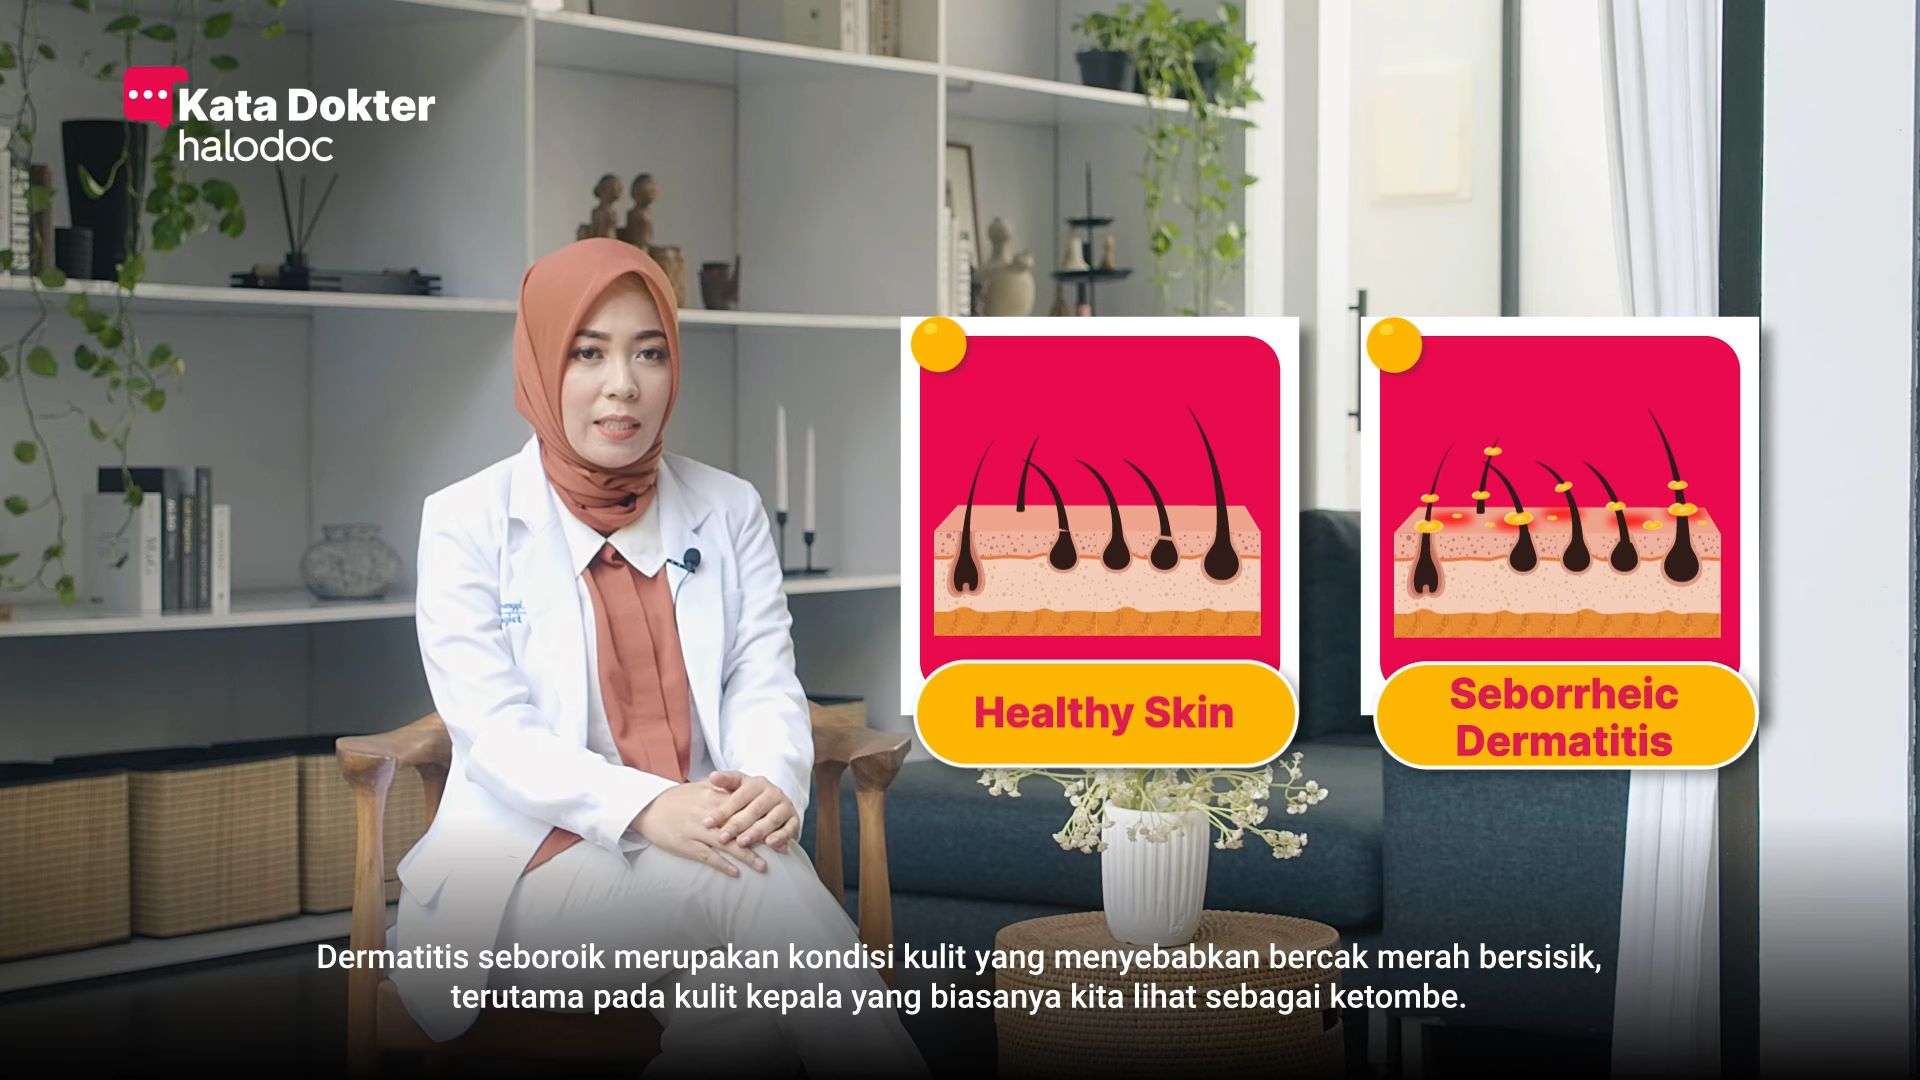 Kata Dokter
halodoc
Healthy Skin
Seborrheic
Dermatitis
Dermatitis seboroik merupakan kondisi kulit yang menyebabkan bercak merah bersisik,
terutama pada kulit kepala yang biasanya kita lihat sebagai ketombe.